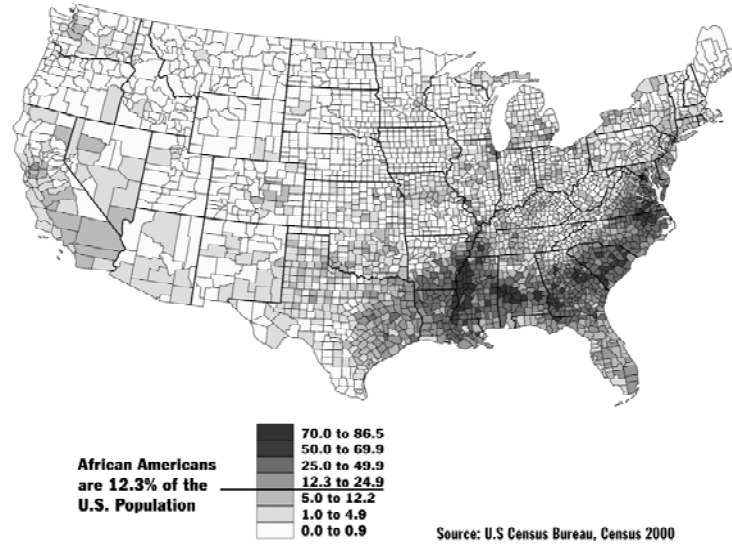 70.0 to 86.5
50.0 to 69.9
25.0 to 49.9
12.3 to 24.9
5.0 to 12.2
1.0 to 4.9
0.0 to 0.9
African Americans
are 12.3% of the
U.S. Population
Source: U.S Census Bureau, Census 2000